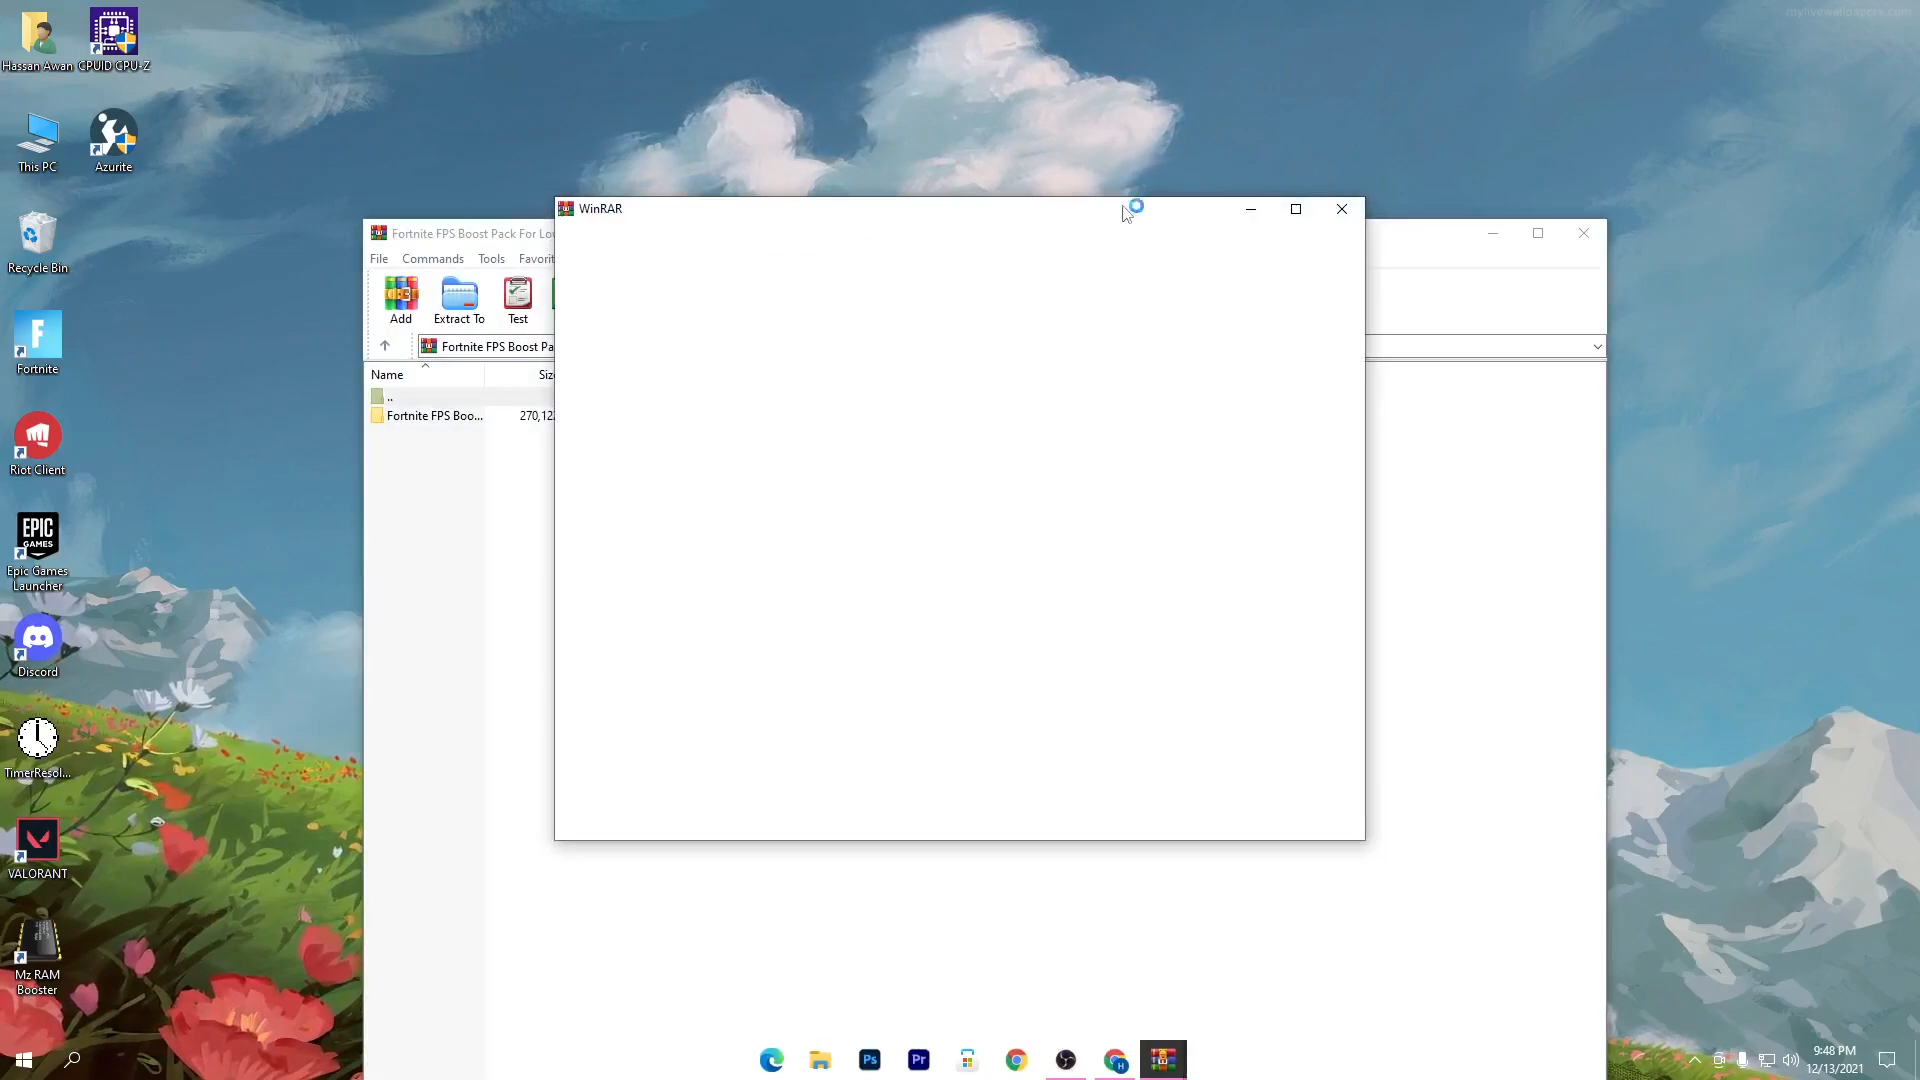 mylivewallpapers.com
Hassan Awan
CPUID CPU-Z
This PC
Azurite
Recycle Bin
Fortnite
Riot Client
EPIC
GAMES
Epic Games
Launcher
Discord
TimerResol...
VALORANT
Mz RAM
Booster
WinRAR
Fortnite FPS Boost Pack For Lo
File Commands Tools Favorit
Add Extract To Test
Fortnite FPS Boost Pa
Name Siz
..
Fortnite FPS Boo... 270,12
Ps
Pr
H
9:48 PM
12/13/2021